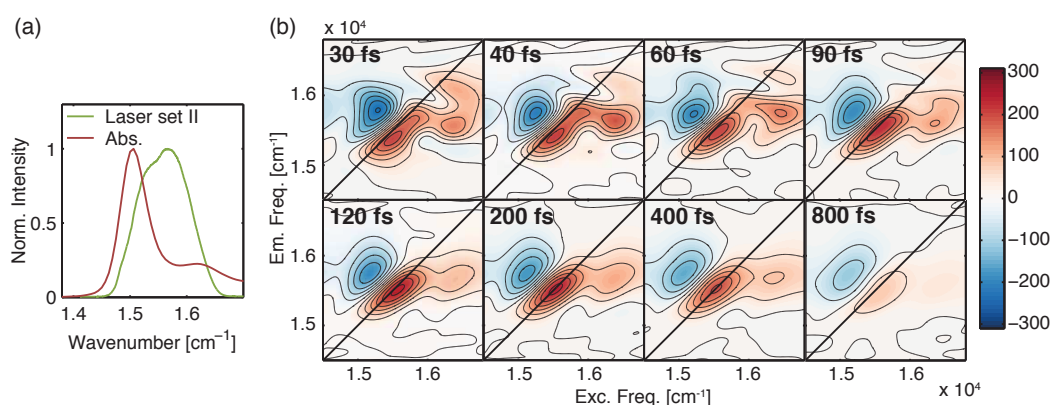 (a)
Norm. Intensity
1
0.5
0
Laser set II
Abs.
1.4 1.5 1.6
Wavenumber [cm⁻¹]
(b)
x 10⁴
30 fs 40 fs 60 fs 90 fs
120 fs 200 fs 400 fs 800 fs
Em. Freq. [cm⁻¹]
1.6
1.5
1.6
1.5
1.5 1.6 1.5 1.6 1.5 1.6 1.5 1.6
Exc. Freq. [cm⁻¹]
x 10⁴
300
200
100
0
−100
−200
−300